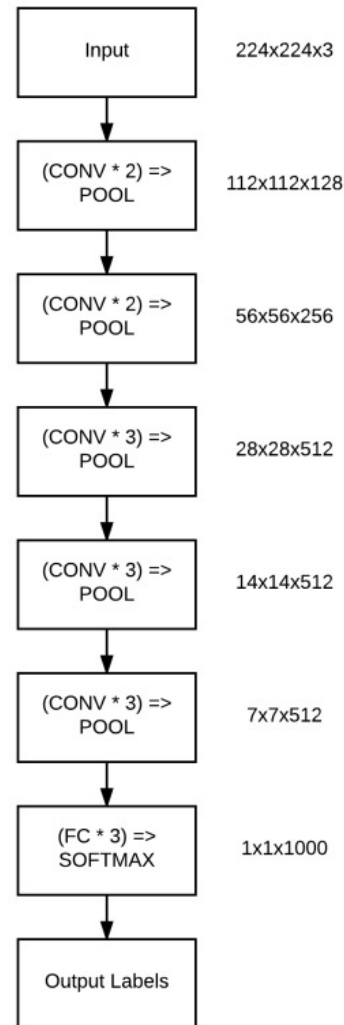 Input
224x224x3
(CONV * 2) =>
POOL
112x112x128
(CONV * 2) =>
POOL
56x56x256
(CONV * 3) =>
POOL
28x28x512
(CONV * 3) =>
POOL
14x14x512
(CONV * 3) =>
POOL
7x7x512
(FC * 3) =>
SOFTMAX
1x1x1000
Output Labels